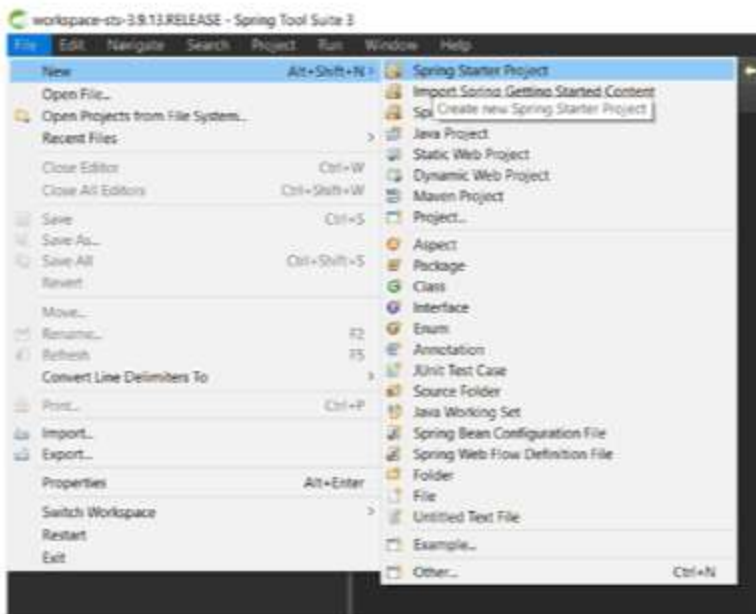 workspace-sts-3.9.13.RELEASE - Spring Tool Suite 3
File Edit Navigate Search Project Run Window Help
New Alt+Shift+N >
Open File...
Open Projects from File System...
Recent Files >
Close Editor Ctrl+W
Close All Editors Ctrl+Shift+W
Save Ctrl+S
Save As...
Save All Ctrl+Shift+S
Revert
Move...
Rename... F2
Refresh F5
Convert Line Delimiters To >
Print... Ctrl+P
Import...
Export...
Properties Alt+Enter
Switch Workspace >
Restart
Exit
Spring Starter Project
Import Spring Getting Started Content
Create new Spring Starter Project
Java Project
Static Web Project
Dynamic Web Project
Maven Project
Project...
Aspect
Package
Class
Interface
Enum
Annotation
JUnit Test Case
Source Folder
Java Working Set
Spring Bean Configuration File
Spring Web Flow Definition File
Folder
File
Untitled Text File
Example...
Other... Ctrl+N